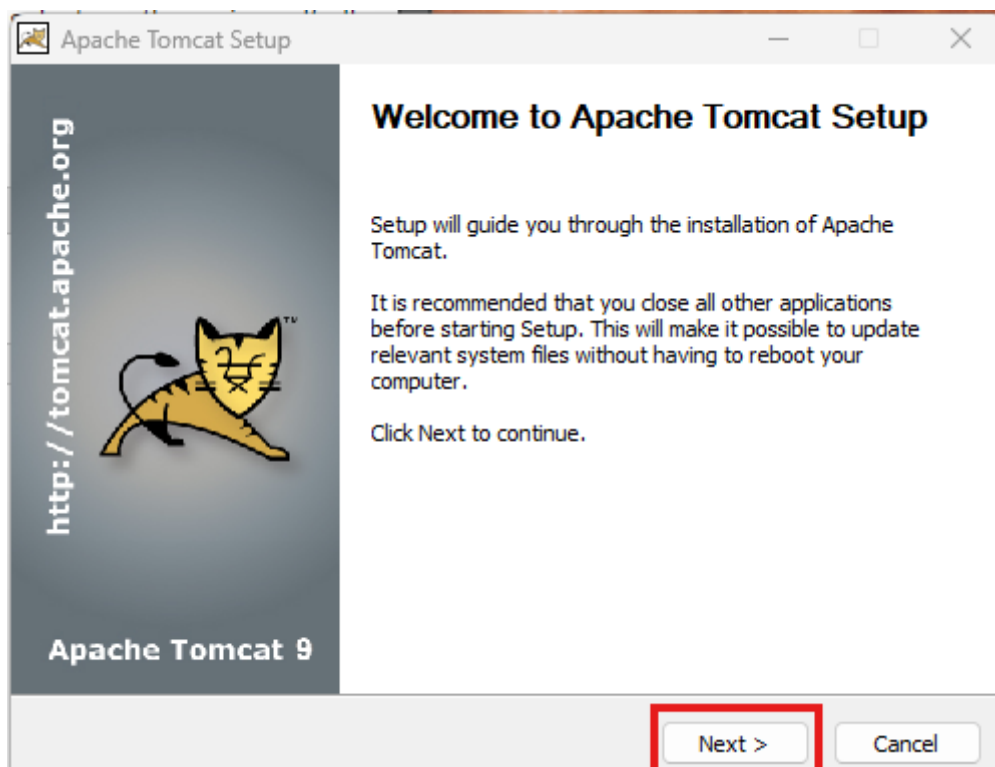 Apache Tomcat Setup
http://tomcat.apache.org
Apache Tomcat 9
Welcome to Apache Tomcat Setup
Setup will guide you through the installation of Apache
Tomcat.
It is recommended that you close all other applications
before starting Setup. This will make it possible to update
relevant system files without having to reboot your
computer.
Click Next to continue.
TM
Next >
Cancel